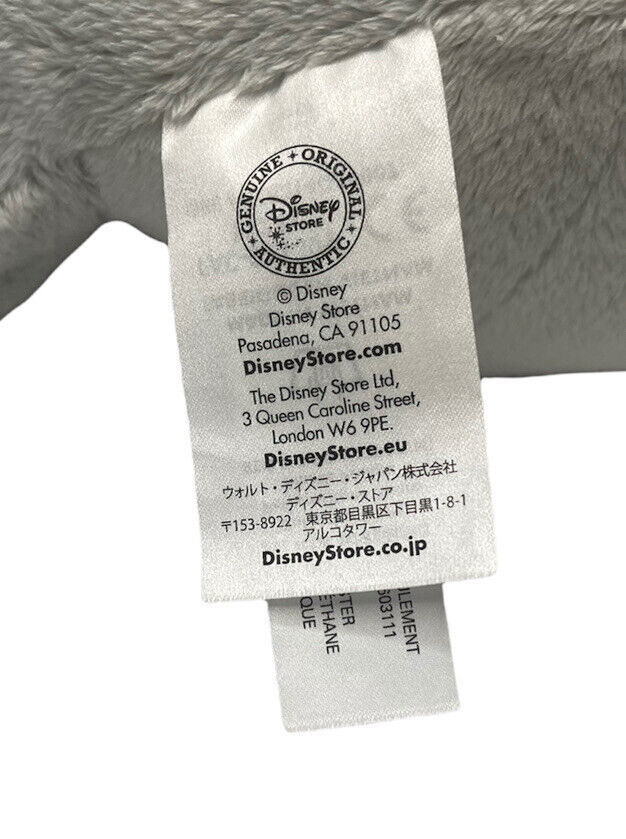 GENUINE ORIGINAL AUTHENTIC
Disney
STORE
© Disney
Disney Store
Pasadena, CA 91105
DisneyStore.com
The Disney Store Ltd,
3 Queen Caroline Street,
London W6 9PE.
DisneyStore.eu
ウォルト・ディズニー・ジャパン株式会社
ディズニー・ストア
〒153-8922 東京都目黒区下目黒1-8-1
アルコタワー
DisneyStore.co.jp